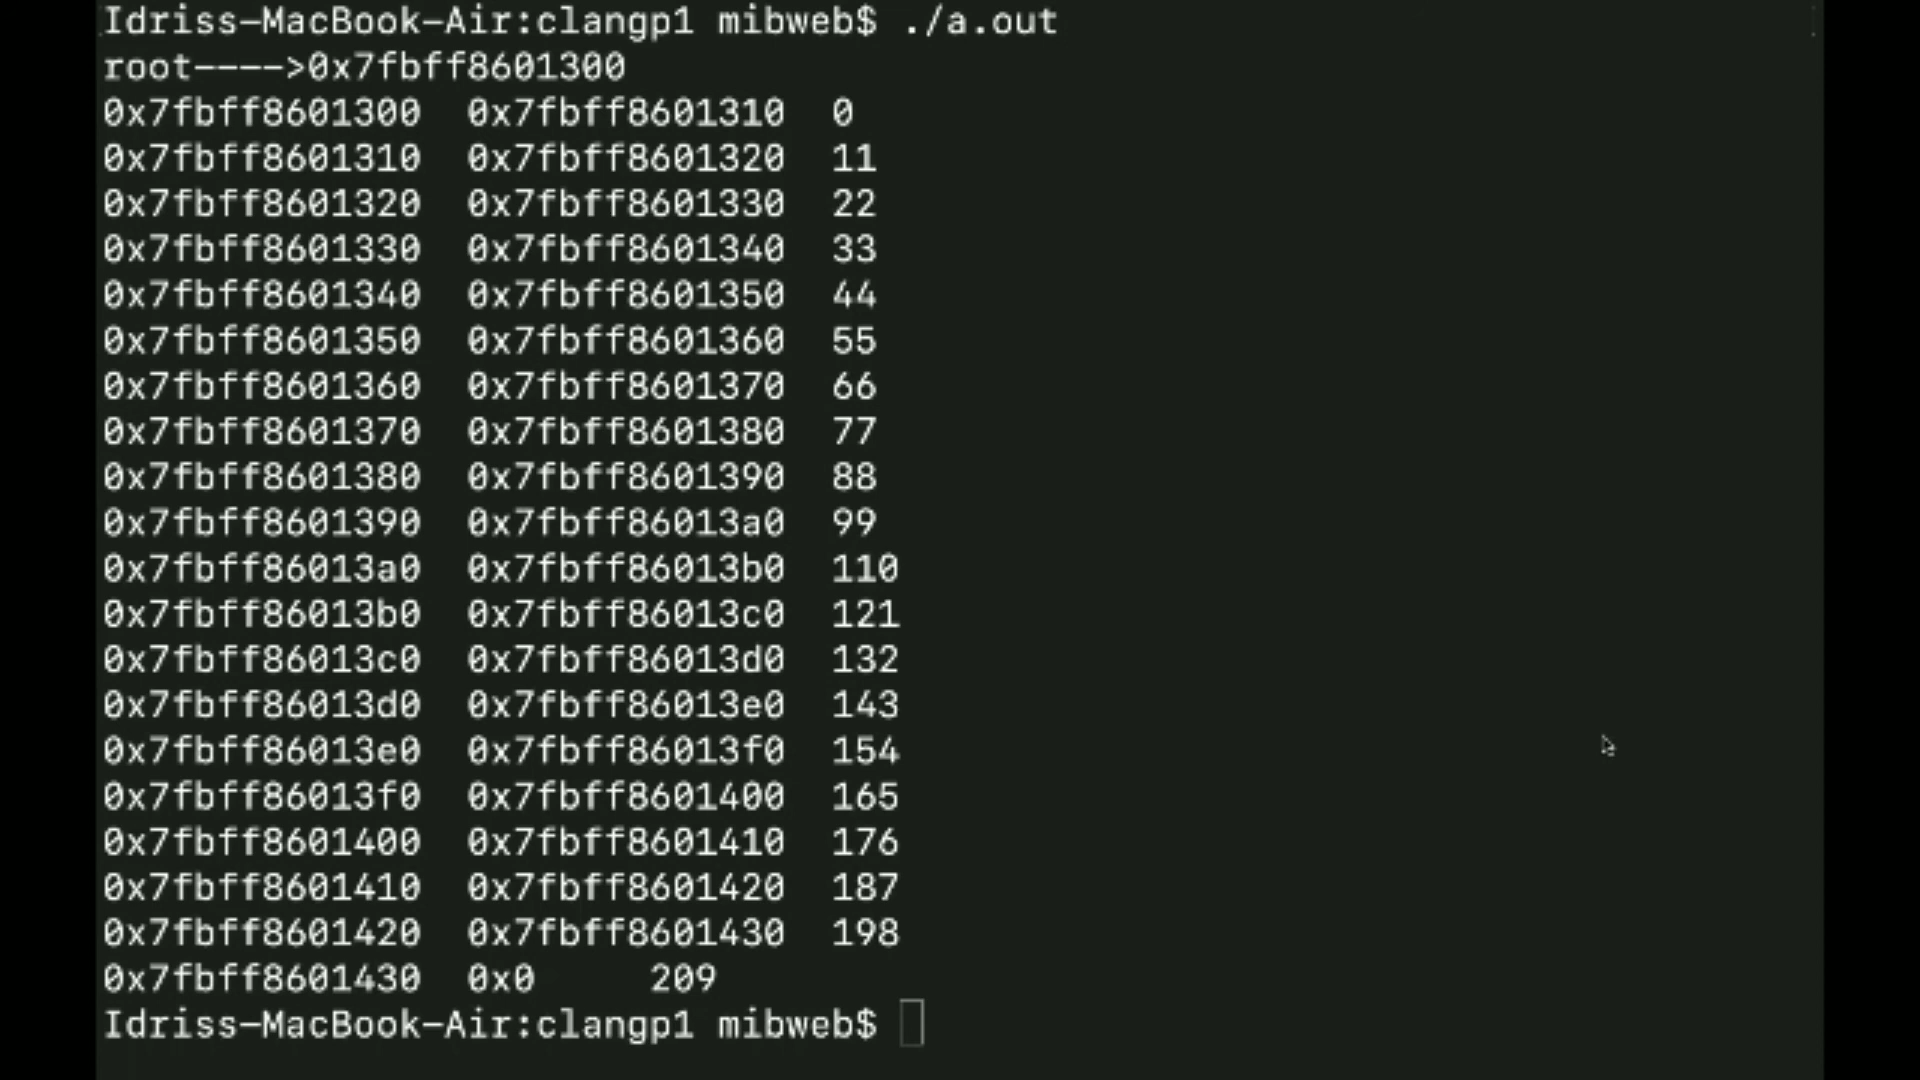 Idriss-MacBook-Air:clangp1 mibweb$ ./a.out
root---->0x7fbff8601300
0x7fbff8601300  0x7fbff8601310  0
0x7fbff8601310  0x7fbff8601320  11
0x7fbff8601320  0x7fbff8601330  22
0x7fbff8601330  0x7fbff8601340  33
0x7fbff8601340  0x7fbff8601350  44
0x7fbff8601350  0x7fbff8601360  55
0x7fbff8601360  0x7fbff8601370  66
0x7fbff8601370  0x7fbff8601380  77
0x7fbff8601380  0x7fbff8601390  88
0x7fbff8601390  0x7fbff86013a0  99
0x7fbff86013a0  0x7fbff86013b0  110
0x7fbff86013b0  0x7fbff86013c0  121
0x7fbff86013c0  0x7fbff86013d0  132
0x7fbff86013d0  0x7fbff86013e0  143
0x7fbff86013e0  0x7fbff86013f0  154
0x7fbff86013f0  0x7fbff8601400  165
0x7fbff8601400  0x7fbff8601410  176
0x7fbff8601410  0x7fbff8601420  187
0x7fbff8601420  0x7fbff8601430  198
0x7fbff8601430  0x0     209
Idriss-MacBook-Air:clangp1 mibweb$